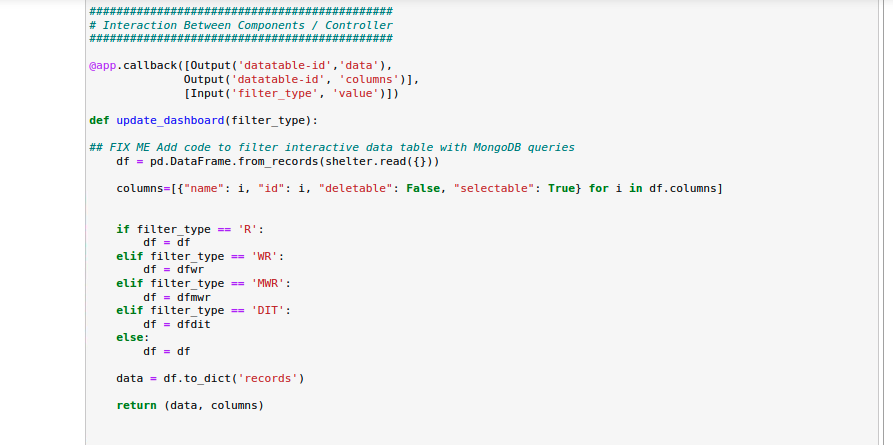 #############################################
# Interaction Between Components / Controller
#############################################
@app.callback([Output('datatable-id','data'),
Output('datatable-id', 'columns')],
[Input('filter_type', 'value')])
def update_dashboard(filter_type):
## FIX ME Add code to filter interactive data table with MongoDB queries
df = pd.DataFrame.from_records(shelter.read({}))
columns=[{"name": i, "id": i, "deletable": False, "selectable": True} for i in df.columns]
if filter_type == 'R':
df = df
elif filter_type == 'WR':
df = dfwr
elif filter_type == 'MWR':
df = dfmwr
elif filter_type == 'DIT':
df = dfdit
else:
df = df
data = df.to_dict('records')
return (data, columns)